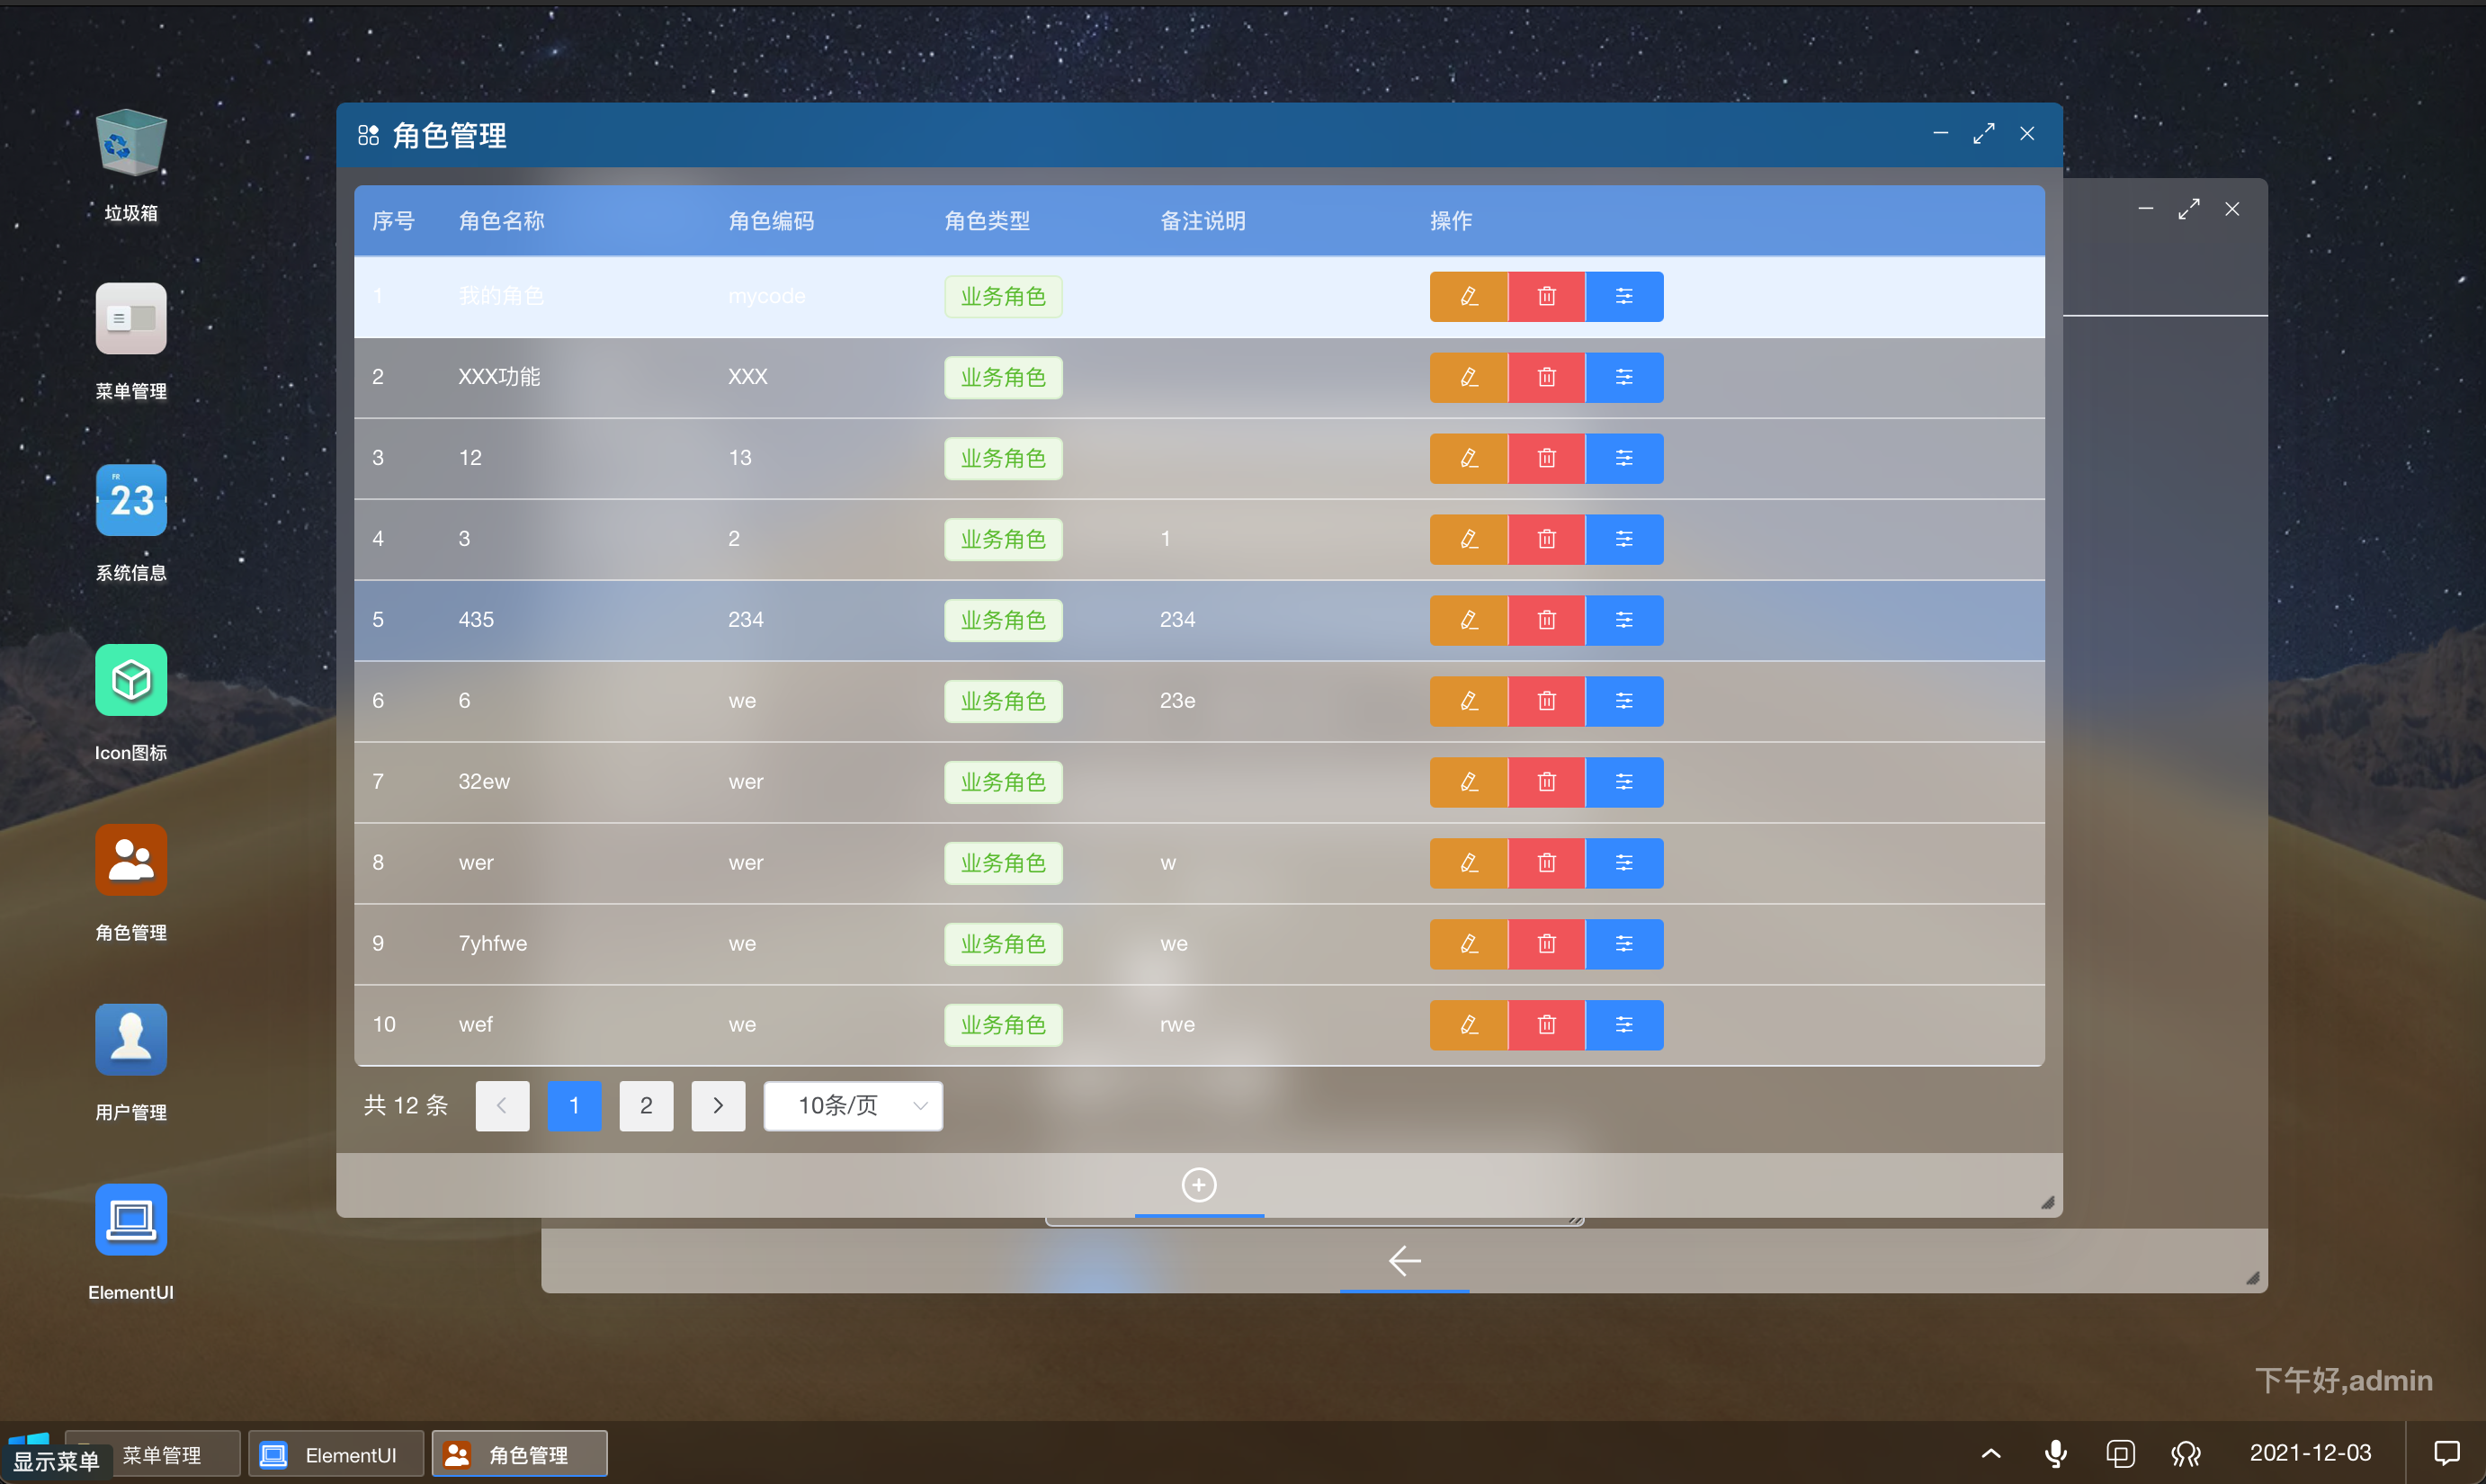 垃圾箱
菜单管理
FR
23
系统信息
Icon图标
角色管理
用户管理
ElementUI
角色管理
序号 角色名称 角色编码 角色类型 备注说明 操作
1 我的角色 mycode 业务角色
2 XXX功能 XXX 业务角色
3 12 13 业务角色
4 3 2 业务角色 1
5 435 234 业务角色 234
6 6 we 业务角色 23e
7 32ew wer 业务角色
8 wer wer 业务角色 w
9 7yhfwe we 业务角色 we
10 wef we 业务角色 rwe
共 12 条 1 2 10条/页
下午好,admin
显示菜单 菜单管理 ElementUI 角色管理 2021-12-03